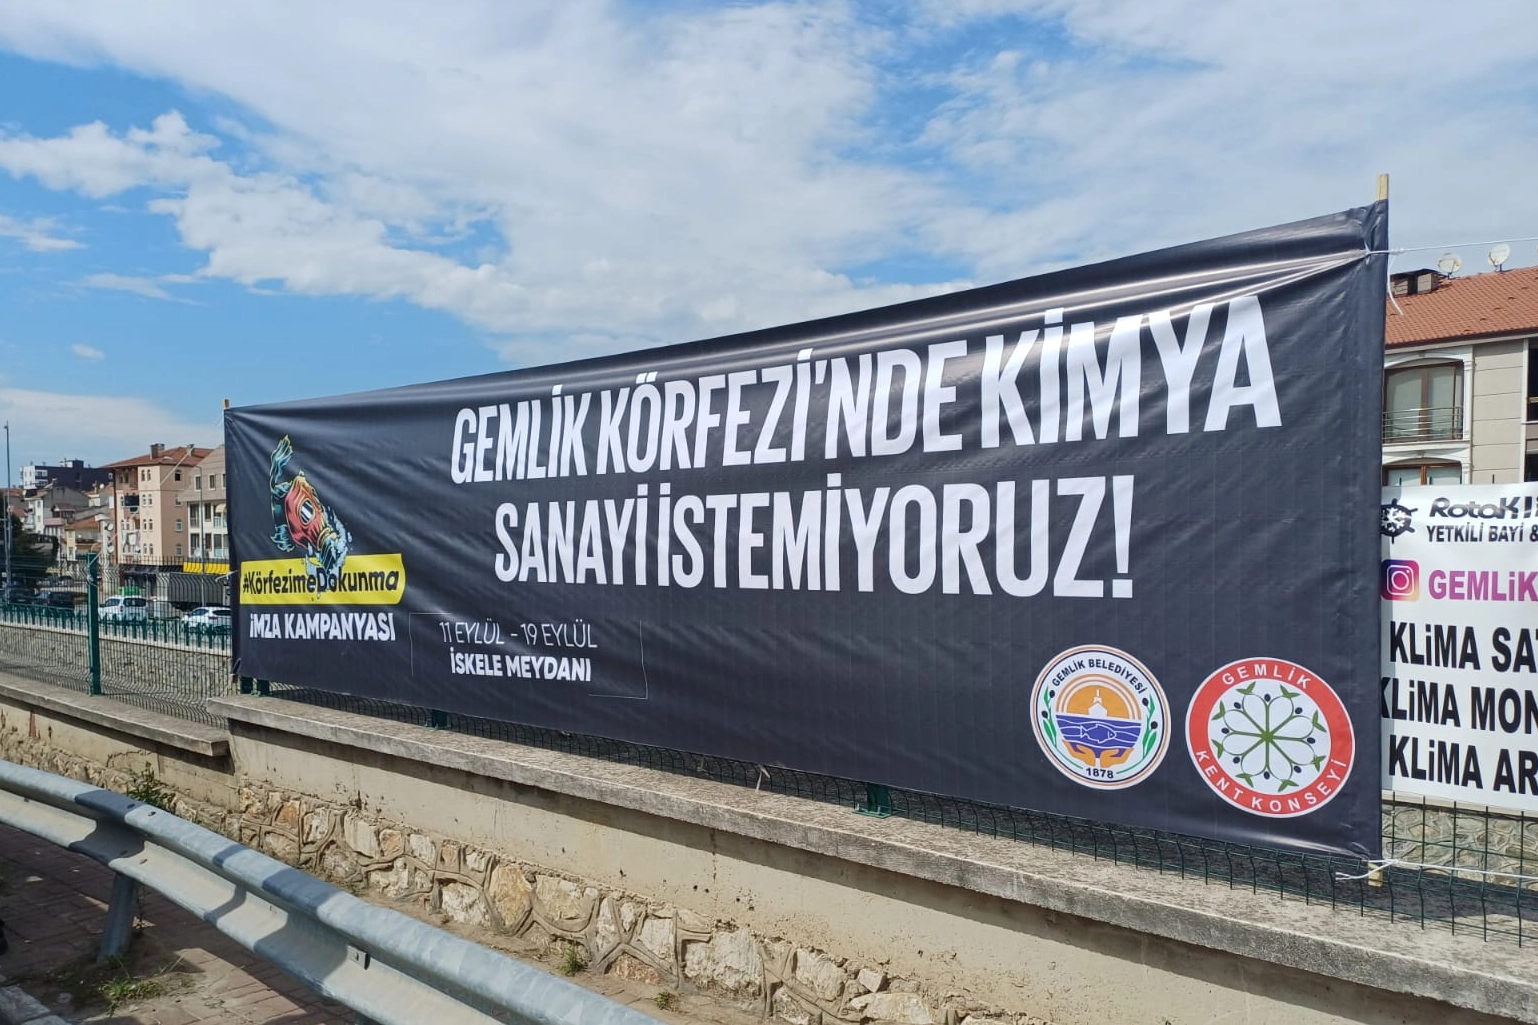 GEMLİK KÖRFEZİ'NDE KİMYA
SANAYİ İSTEMİYORUZ!
#KörfezimeDokunma
İMZA KAMPANYASI
11 EYLÜL - 19 EYLÜL
İSKELE MEYDANI
GEMLİK BELEDİYESİ
1878
GEMLİK
KENT KONSEYİ
YETKİLİ BAYİ &
GEMLİK
KLİMA
KLİMA
KLİMA